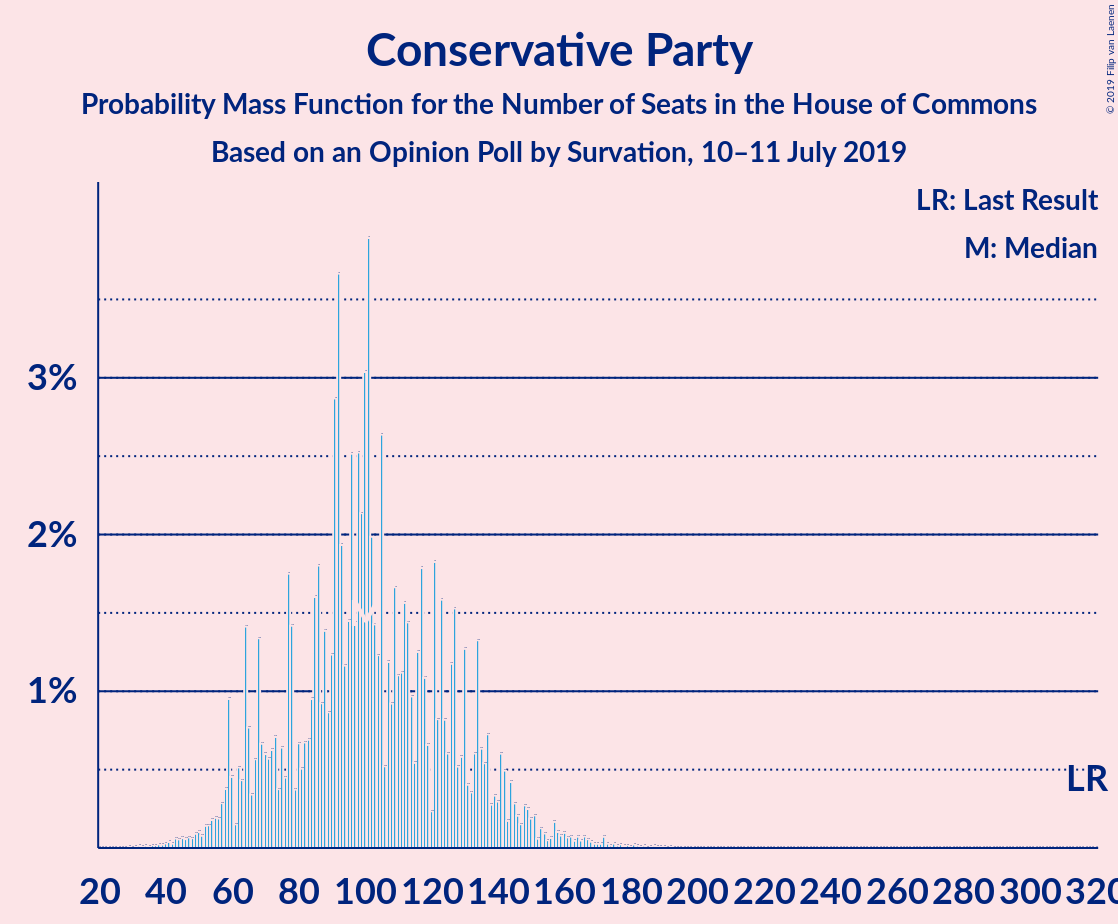 Conservative Party
Probability Mass Function for the Number of Seats in the House of Commons
Based on an Opinion Poll by Survation, 10–11 July 2019
© 2019 Filip van Laenen
LR: Last Result
M: Median
3%
2%
1%
LR
20 40 60 80 100 120 140 160 180 200 220 240 260 280 300 320